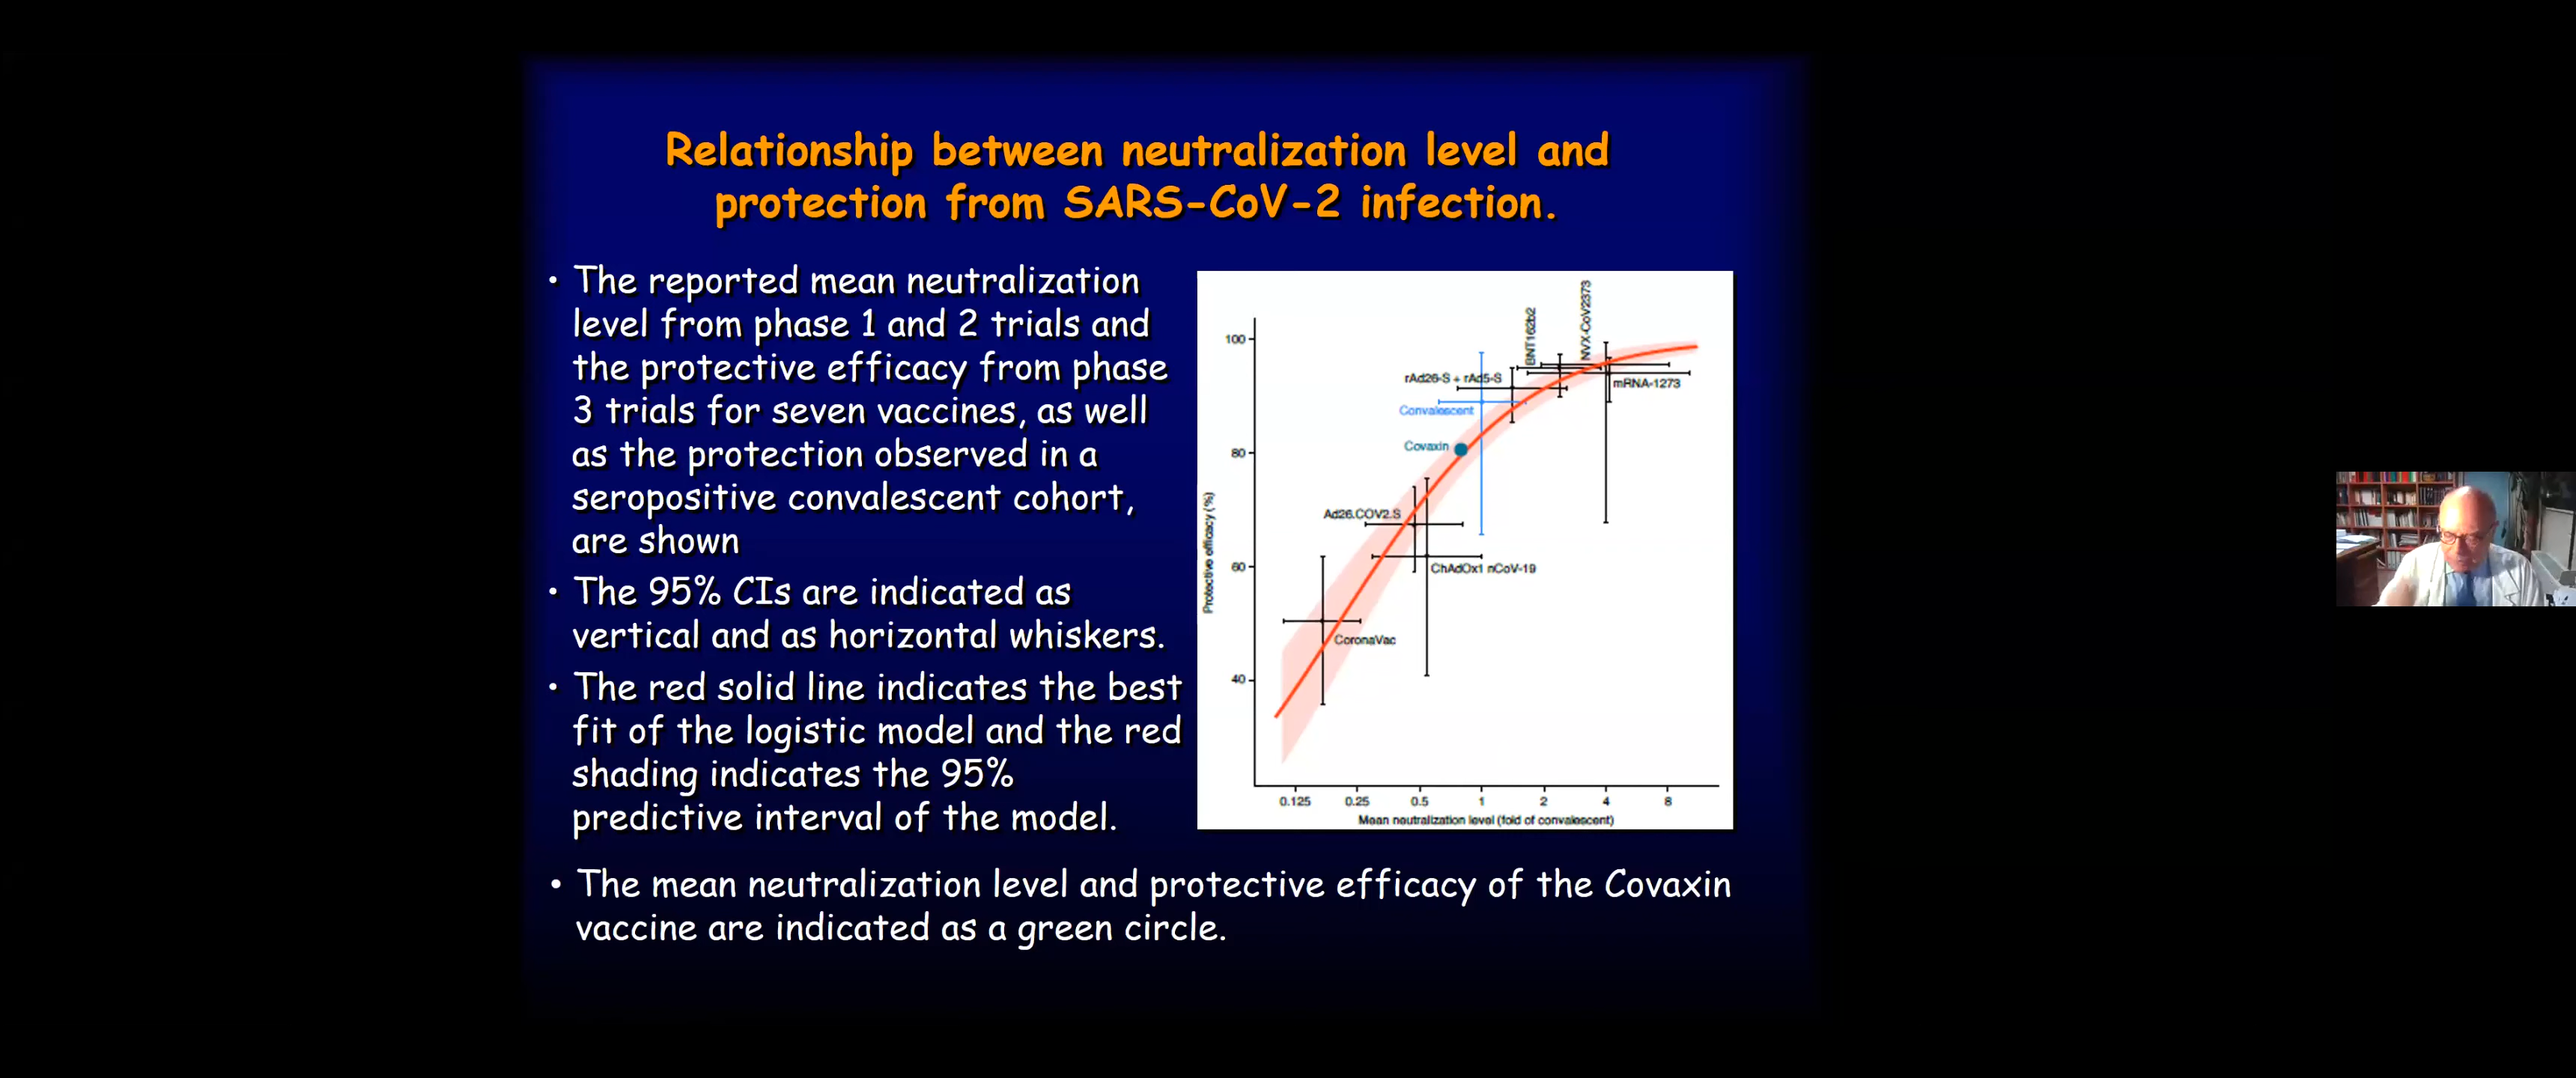 Relationship between neutralization level and
protection from SARS-CoV-2 infection.
• The reported mean neutralization
level from phase 1 and 2 trials and
the protective efficacy from phase
3 trials for seven vaccines, as well
as the protection observed in a
seropositive convalescent cohort,
are shown
• The 95% CIs are indicated as
vertical and as horizontal whiskers.
• The red solid line indicates the best
fit of the logistic model and the red
shading indicates the 95%
predictive interval of the model.
• The mean neutralization level and protective efficacy of the Covaxin
vaccine are indicated as a green circle.
Protective efficacy (%)
100
80
60
40
BNT162b2
NVX-CoV2373
rAd26-S + rAd5-S
mRNA-1273
Convalescent
Covaxin
Ad26.COV2.S
ChAdOx1 nCoV-19
CoronaVac
0.125 0.25 0.5 1 2 4 8
Mean neutralization level (fold of convalescent)